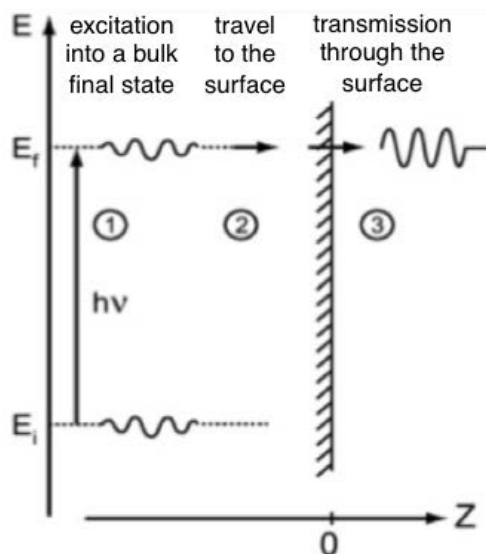 E
excitation
into a bulk
final state
travel
to the
surface
transmission
through the
surface
E_f
①
②
③
hν
E_i
Z
0